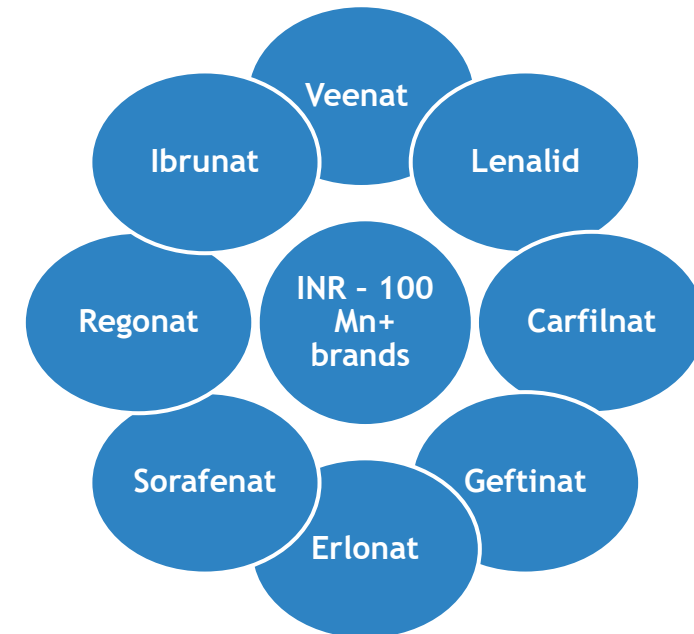 Veenat
Ibrunat
Lenalid
INR – 100
Mn+
brands
Regonat
Carfilnat
Sorafenat
Geftinat
Erlonat